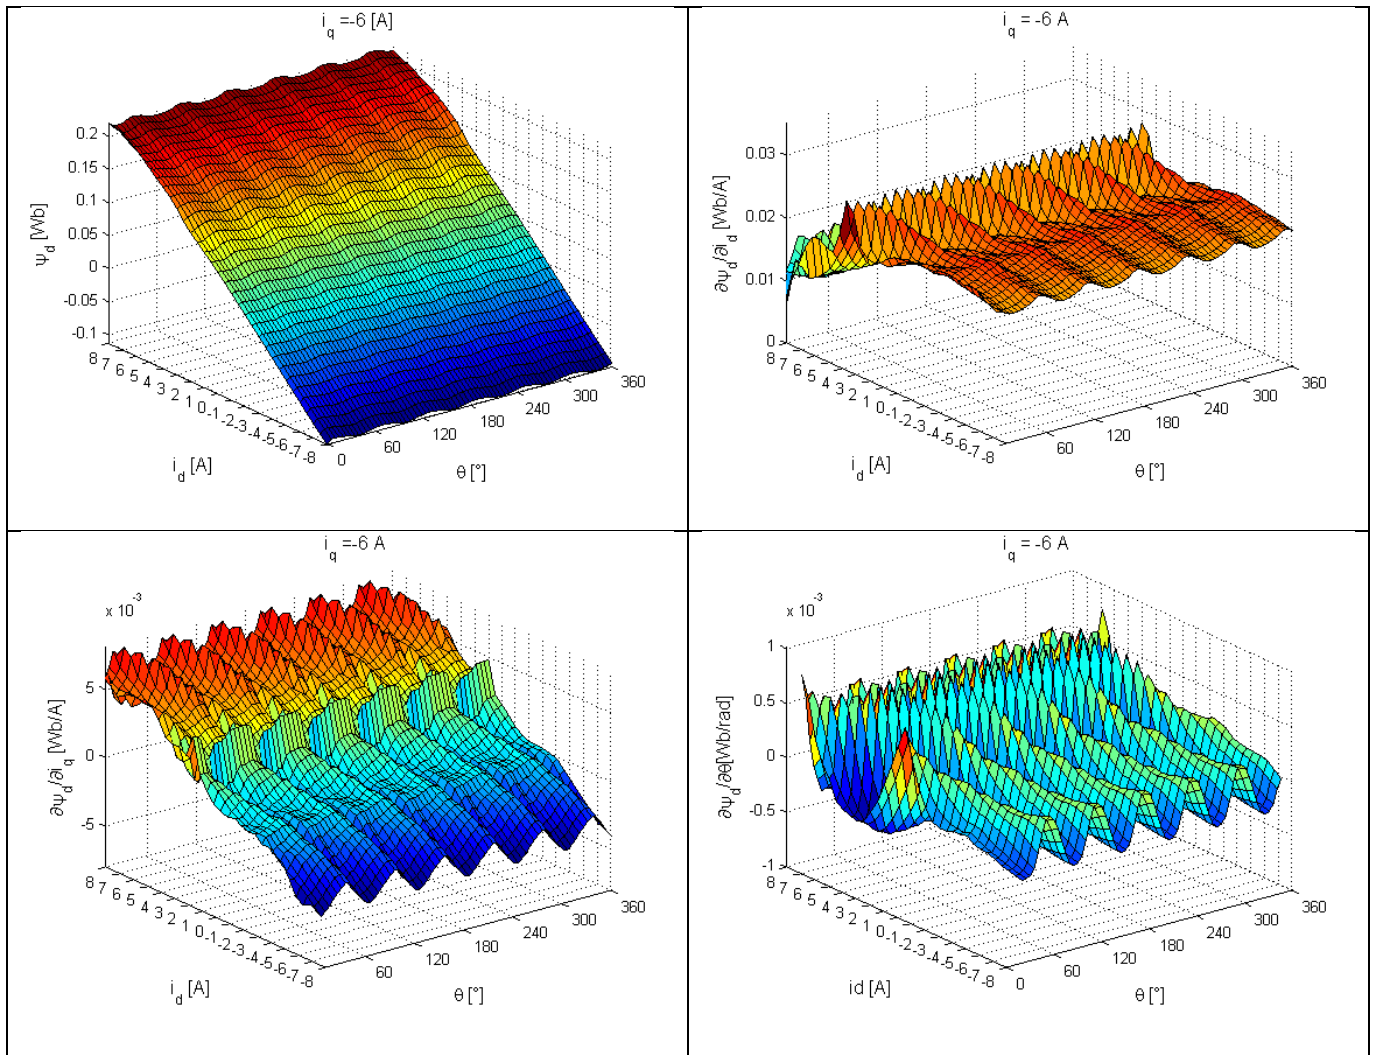 i_q =-6 [A]
ψ_d [Wb]
0.2
0.15
0.1
0.05
0
-0.05
-0.1
8 7 6 5 4 3 2 1 0 -1 -2 -3 -4 -5 -6 -7 -8
i_d [A]
0 60 120 180 240 300 360
θ [°]
i_q = -6 A
∂ψ_d/∂i_d [Wb/A]
0.03
0.02
0.01
0
8 7 6 5 4 3 2 1 0 -1 -2 -3 -4 -5 -6 -7 -8
i_d [A]
60 120 180 240 300 360
θ [°]
i_q =-6 A
x 10^-3
∂ψ_d/∂i_q [Wb/A]
5
0
-5
8 7 6 5 4 3 2 1 0 -1 -2 -3 -4 -5 -6 -7 -8
i_d [A]
60 120 180 240 300 360
θ [°]
i_q = -6 A
x 10^-3
∂ψ_d/∂θ[Wb/rad]
1
0.5
0
-0.5
-1
8 7 6 5 4 3 2 1 0 -1 -2 -3 -4 -5 -6 -7 -8
id [A]
0 60 120 180 240 300 360
θ [°]